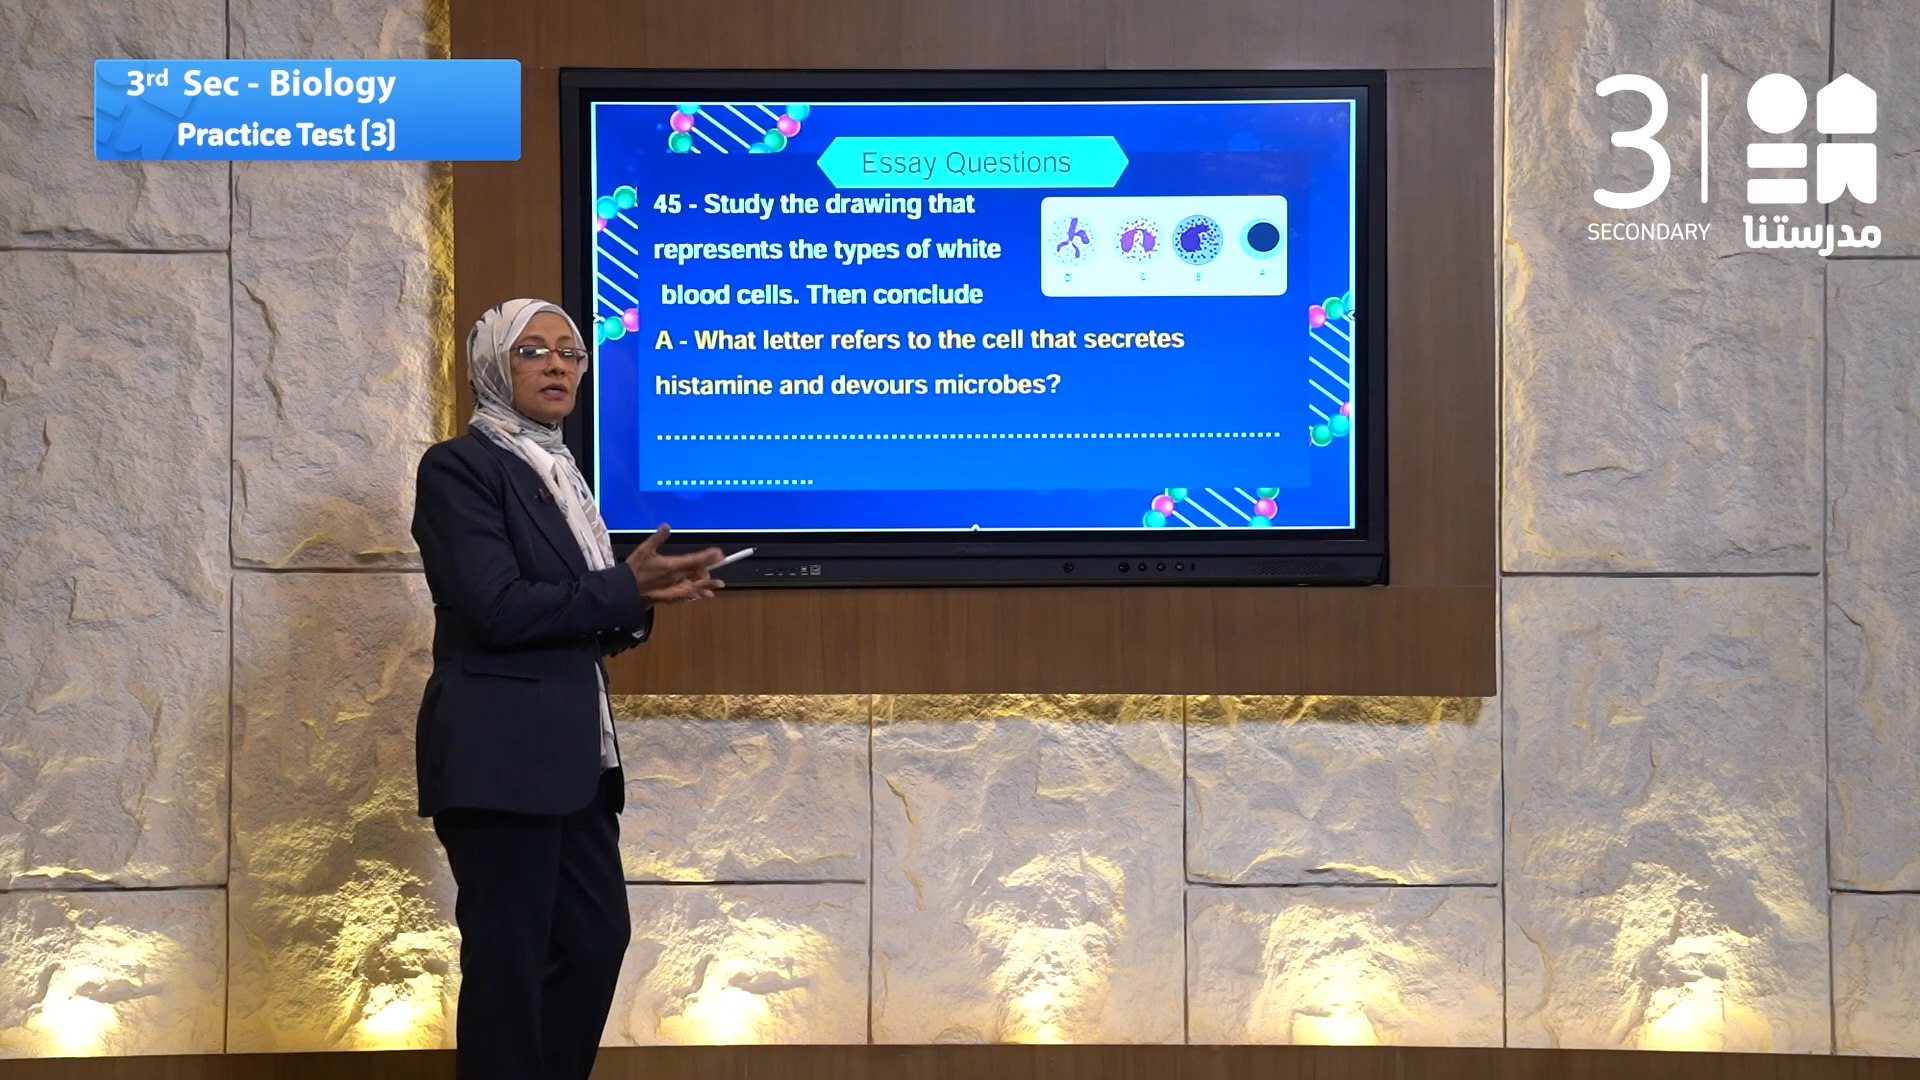 3rd Sec - Biology
Practice Test [3]
3
SECONDARY
مدرستنا
Essay Questions
45 - Study the drawing that
represents the types of white
blood cells. Then conclude
D C B A
A - What letter refers to the cell that secretes
histamine and devours microbes?